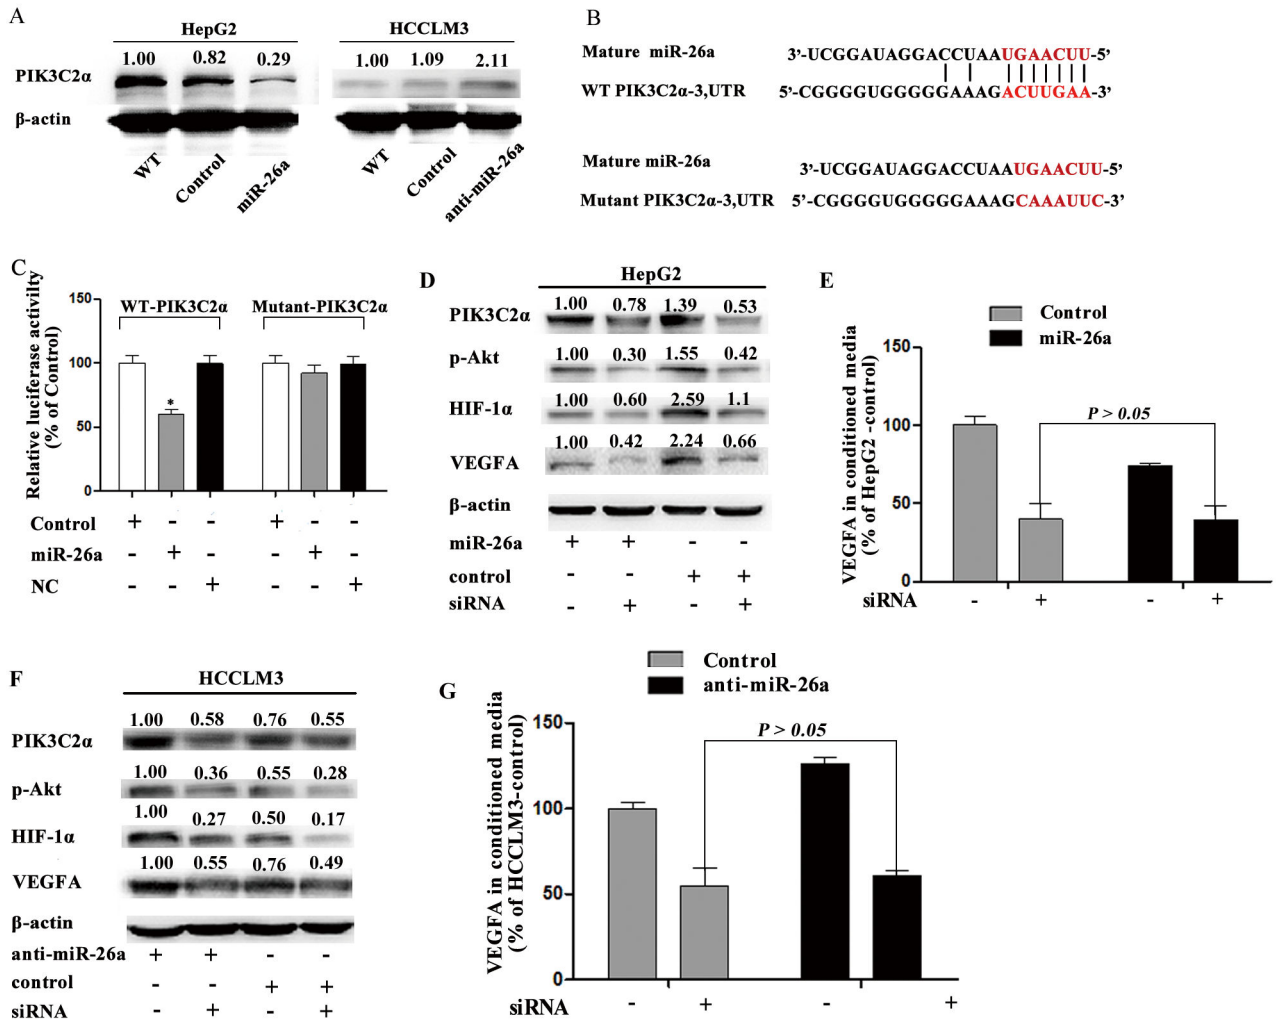 A
HepG2
HCCLM3
1.00 0.82 0.29
1.00 1.09 2.11
PIK3C2α
β-actin
WT
Control
miR-26a
WT
Control
anti-miR-26a
B
Mature miR-26a 3’-UCGGAUAGGACCUAAUGAACUU-5’
WT PIK3C2α-3,UTR 5’-CGGGGUGGGGGAAAGACUUGAA-3’
Mature miR-26a 3’-UCGGAUAGGACCUAAUGAACUU-5’
Mutant PIK3C2α-3,UTR 5’-CGGGGUGGGGGAAAGCAAAUUC-3’
C
Relative luciferase activilty
(% of Control)
150
100
50
0
WT-PIK3C2α Mutant-PIK3C2α
*
Control + - - + - -
miR-26a - + - - + -
NC - - + - - +
D
HepG2
PIK3C2α 1.00 0.78 1.39 0.53
p-Akt 1.00 0.30 1.55 0.42
HIF-1α 1.00 0.60 2.59 1.1
VEGFA 1.00 0.42 2.24 0.66
β-actin
miR-26a + + - -
control - - + +
siRNA - + - +
E
Control
miR-26a
VEGFA in conditioned media
(% of HepG2 -control)
150
100
50
0
P > 0.05
siRNA - + - +
F
HCCLM3
PIK3C2α 1.00 0.58 0.76 0.55
p-Akt 1.00 0.36 0.55 0.28
HIF-1α 1.00 0.27 0.50 0.17
VEGFA 1.00 0.55 0.76 0.49
β-actin
anti-miR-26a + + - -
control - - + +
siRNA - + - +
G
Control
anti-miR-26a
VEGFA in conditioned media
(% of HCCLM3-control)
150
100
50
0
P > 0.05
siRNA - + - +